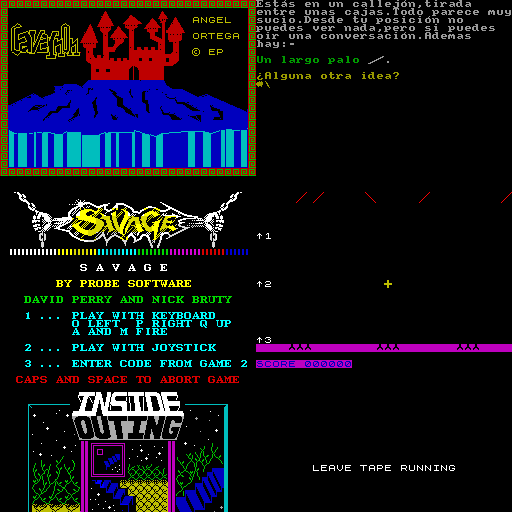 ANGEL
ORTEGA
© EP
Estás en un callejón,tirada
entre unas cajas.Todo parece muy
sucio.Desde tu posición no
puedes ver nada,pero si puedes
oir una conversación Además
hay:-
Un largo palo
¿Alguna otra idea?
SAVAGE
S A V A G E
BY PROBE SOFTWARE
DAVID PERRY AND NICK BRUTY
1 ... PLAY WITH KEYBOARD
O LEFT P RIGHT Q UP
A AND M FIRE
2 ... PLAY WITH JOYSTICK
3 ... ENTER CODE FROM GAME 2
CAPS AND SPACE TO ABORT GAME
↑1
↑2
↑3
SCORE 000000
INSIDE
OUTING
LEAVE TAPE RUNNING